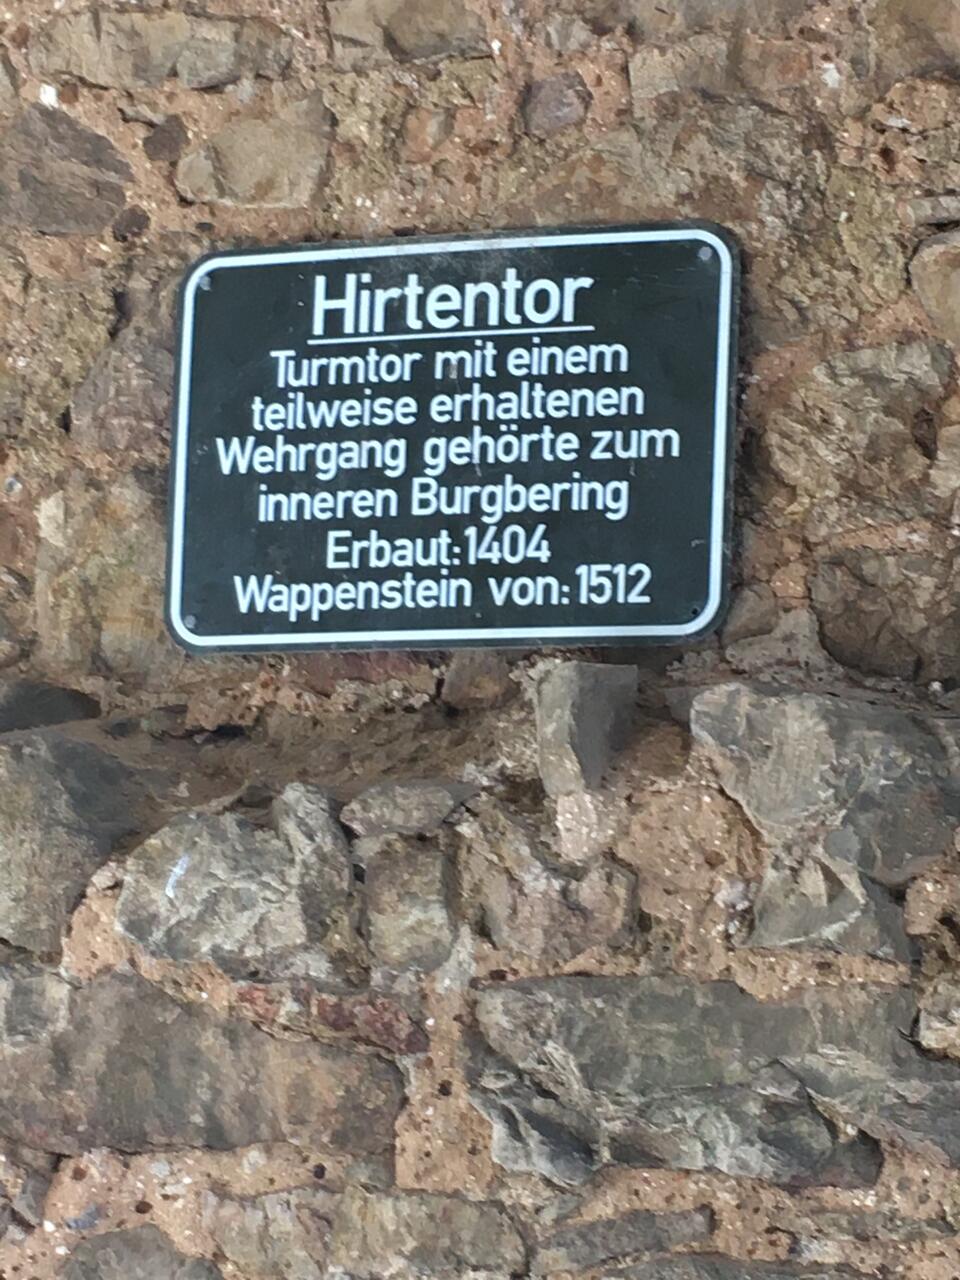 Hirtentor
Turmtor mit einem
teilweise erhaltenen
Wehrgang gehörte zum
inneren Burgbering
Erbaut: 1404
Wappenstein von: 1512